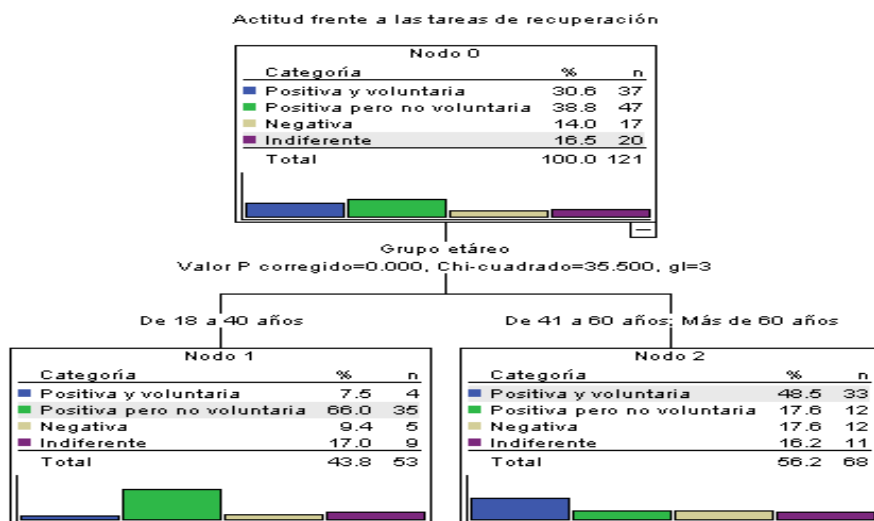 Actitud frente a las tareas de recuperación
Nodo 0
Categoría % n
Positiva y voluntaria 30.6 37
Positiva pero no voluntaria 38.8 47
Negativa 14.0 17
Indiferente 16.5 20
Total 100.0 121
Grupo etáreo
Valor P corregido=0.000, Chi-cuadrado=35.500, gl=3
De 18 a 40 años
Nodo 1
Categoría % n
Positiva y voluntaria 7.5 4
Positiva pero no voluntaria 66.0 35
Negativa 9.4 5
Indiferente 17.0 9
Total 43.8 53
De 41 a 60 años; Más de 60 años
Nodo 2
Categoría % n
Positiva y voluntaria 48.5 33
Positiva pero no voluntaria 17.6 12
Negativa 17.6 12
Indiferente 16.2 11
Total 56.2 68